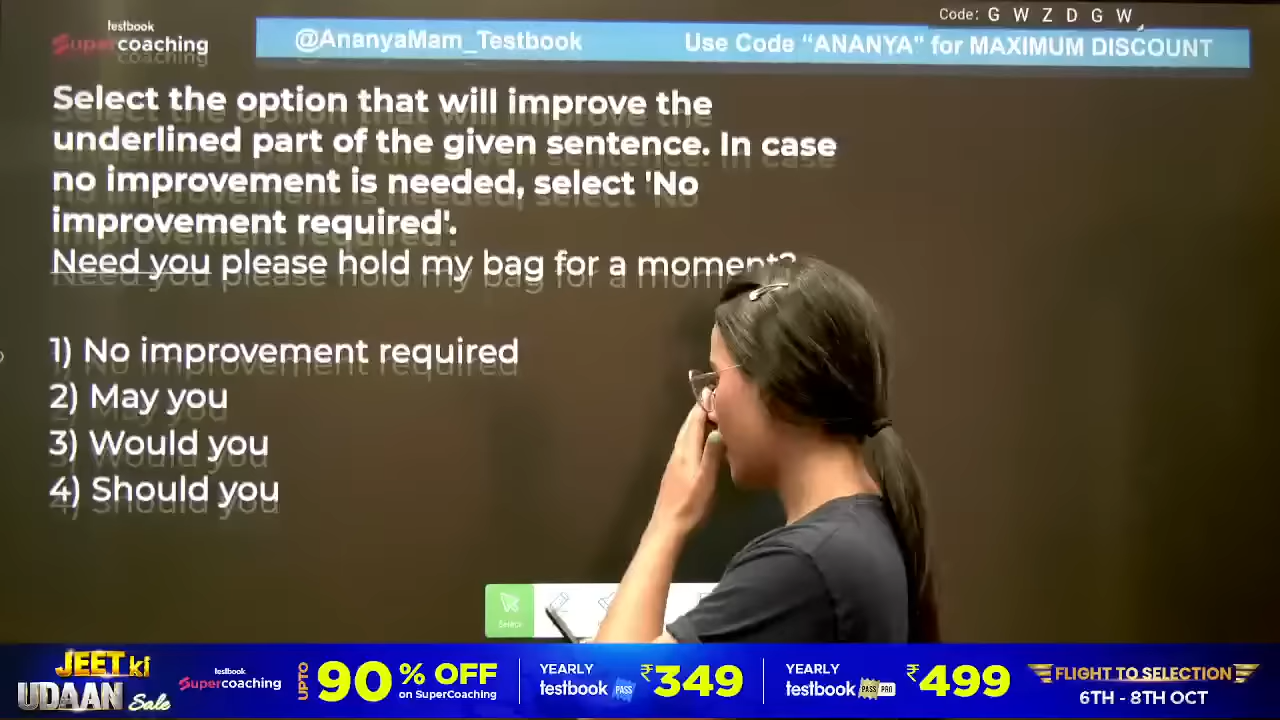 Code: G W Z D G W
testbook
Supercoaching
@AnanyaMam_Testbook
Use Code “ANANYA” for MAXIMUM DISCOUNT
Select the option that will improve the
underlined part of the given sentence. In case
no improvement is needed, select 'No
improvement required'.
Need you please hold my bag for a moment?
1) No improvement required
2) May you
3) Would you
4) Should you
Select
JEET ki
UDAAN Sale
testbook
Supercoaching
UPTO 90% OFF
on SuperCoaching
YEARLY
testbook PASS
₹349
YEARLY
testbook PASS PRO
₹499
FLIGHT TO SELECTION
6TH - 8TH OCT